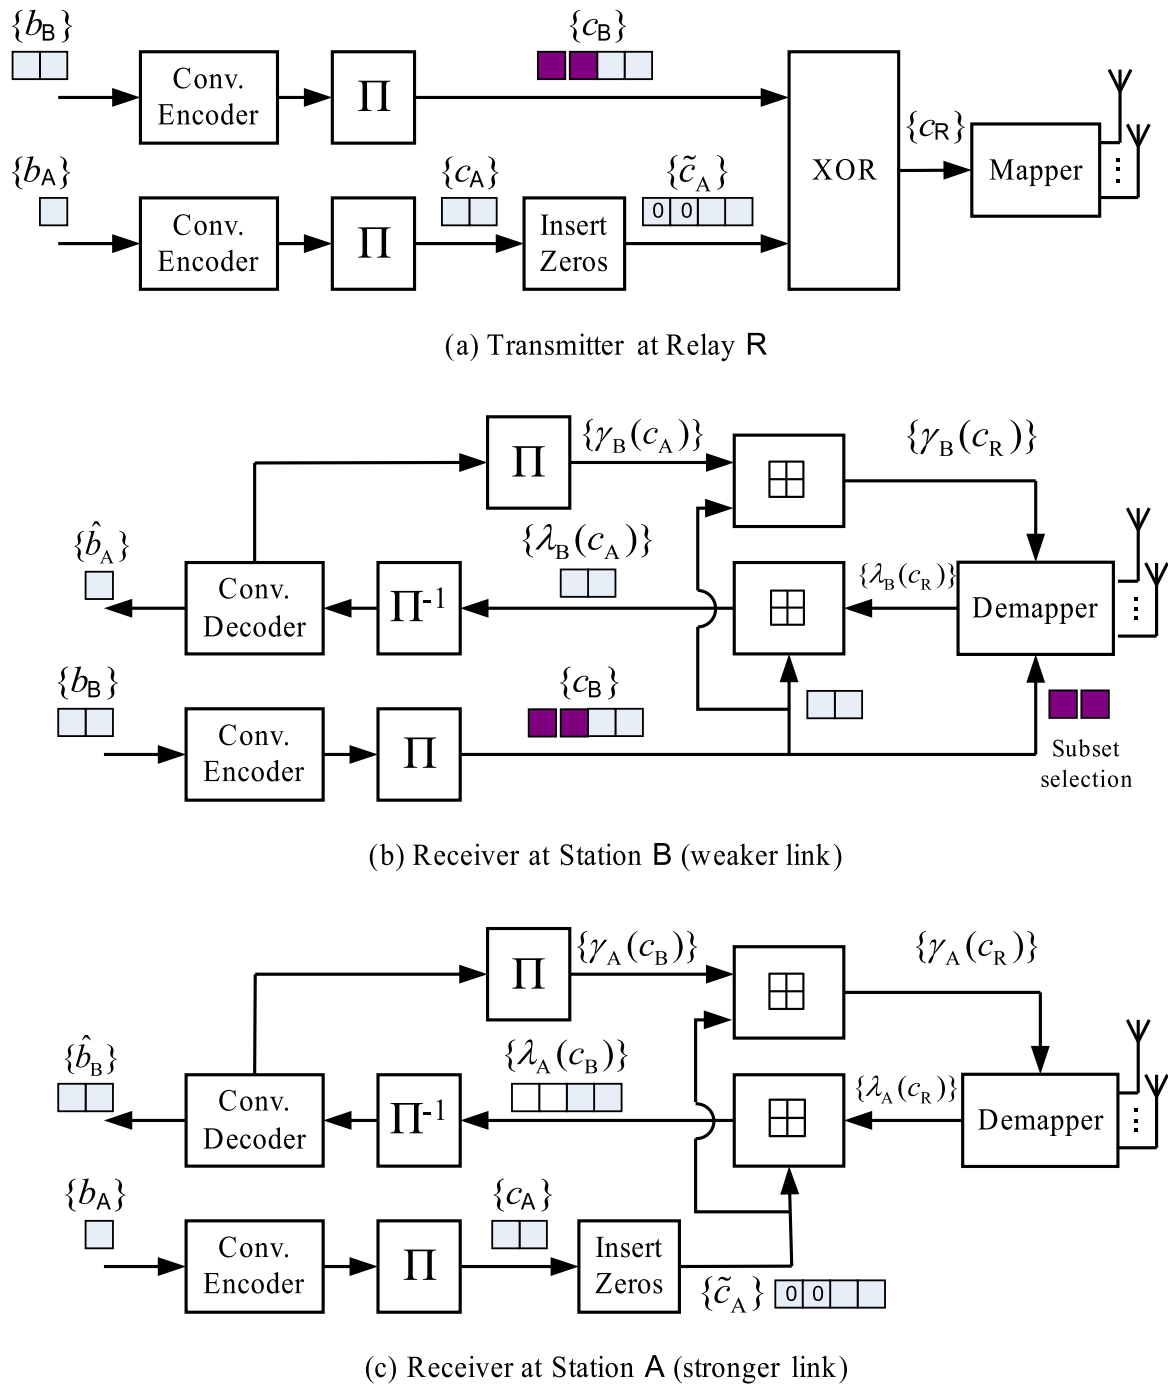 {b_B}
{c_B}
Conv.
Encoder
Π
{c_R}
XOR
Mapper
{b_A}
{c_A}
{c̃_A}
0 0
Conv.
Encoder
Π
Insert
Zeros
(a) Transmitter at Relay R
Π
{γ_B(c_A)}
{γ_B(c_R)}
{b̂_A}
{λ_B(c_A)}
{λ_B(c_R)}
Conv.
Decoder
Π⁻¹
Demapper
{b_B}
{c_B}
Conv.
Encoder
Π
Subset
selection
(b) Receiver at Station B (weaker link)
Π
{γ_A(c_B)}
{γ_A(c_R)}
{b̂_B}
{λ_A(c_B)}
{λ_A(c_R)}
Conv.
Decoder
Π⁻¹
Demapper
{b_A}
{c_A}
Conv.
Encoder
Π
Insert
Zeros
{c̃_A} 0 0
(c) Receiver at Station A (stronger link)